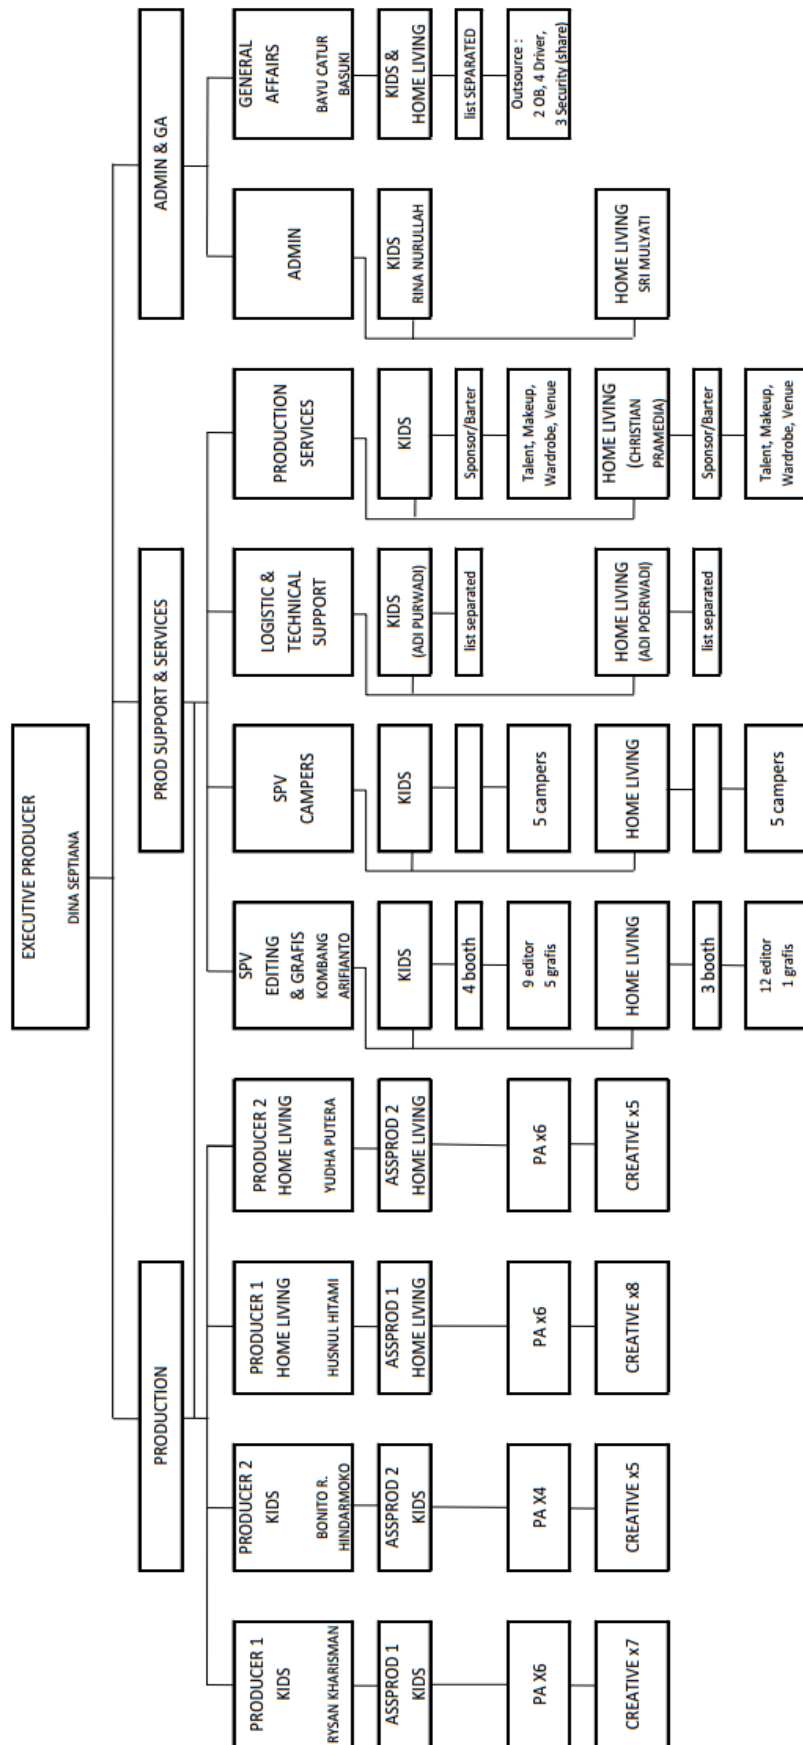 EXECUTIVE PRODUCER
DINA SEPTIANA
PRODUCTION
PROD SUPPORT & SERVICES
ADMIN & GA
PRODUCER 1
KIDS
RYSAN KHARISMAN
PRODUCER 2
KIDS
BONITO R.
HINDARMOKO
PRODUCER 1
HOME LIVING
HUSNUL HITAMI
PRODUCER 2
HOME LIVING
YUDHA PUTERA
SPV
EDITING
& GRAFIS
KOMBANG
ARIFIANTO
SPV
CAMPERS
LOGISTIC &
TECHNICAL
SUPPORT
PRODUCTION
SERVICES
ADMIN
GENERAL
AFFAIRS
BAYU CATUR
BASUKI
ASSPROD 1
KIDS
ASSPROD 2
KIDS
ASSPROD 1
HOME LIVING
ASSPROD 2
HOME LIVING
KIDS
KIDS
KIDS
(ADI PURWADI)
KIDS
KIDS
RINA NURULLAH
KIDS &
HOME LIVING
4 booth
list separated
Sponsor/Barter
list SEPARATED
PA X6
PA X4
PA x6
PA x6
9 editor
5 grafis
5 campers
Talent, Makeup,
Wardrobe, Venue
Outsource :
2 OB, 4 Driver,
3 Security (share)
CREATIVE x7
CREATIVE x5
CREATIVE x8
CREATIVE x5
HOME LIVING
HOME LIVING
HOME LIVING
(ADI POERWADI)
HOME LIVING
(CHRISTIAN
PRAMEDIA)
HOME LIVING
SRI MULYATI
3 booth
list separated
Sponsor/Barter
12 editor
1 grafis
5 campers
Talent, Makeup,
Wardrobe, Venue